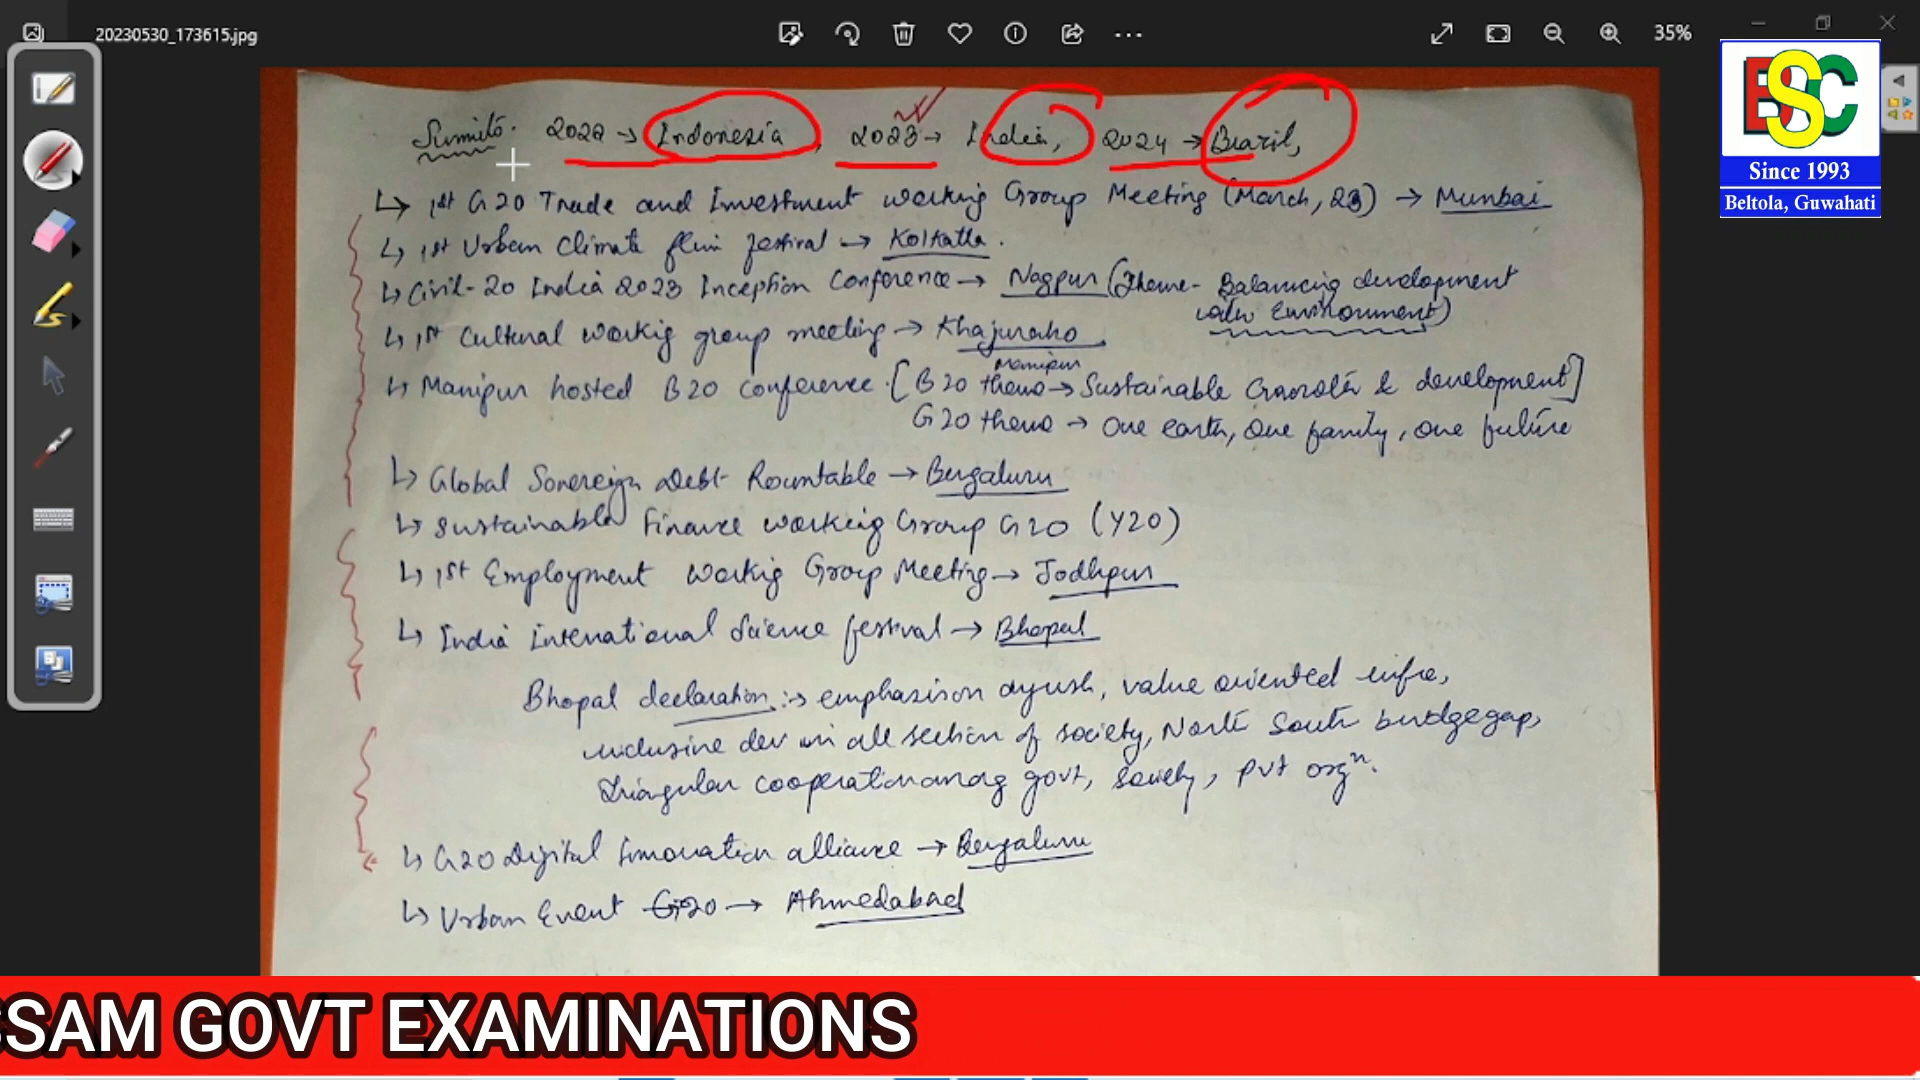 20230530_173615.jpg
35%
BSC
Since 1993
Beltola, Guwahati
Summits. 2022 → Indonesia, 2023 → India, 2024 → Brazil,
↳ 1st G20 Trade and Investment working Group Meeting (March, 23) → Mumbai
↳ 1st Urban Climate film festival → Kolkatta.
↳ Civil-20 India 2023 Inception Conference → Nagpur (Theme- Balancing development
with Environment)
↳ 1st Cultural workig group meeting → Khajuraho
Manipur
↳ Manipur hosted B20 conference. [B20 theme → Sustainable Growth & development]
G20 theme → One earth, One family, One future
↳ Global Sovereign Debt Rountable → Bengaluru
↳ Sustainable Finance working Group G20 (Y20)
↳ 1st Employment workig Group Meeting → Jodhpur
↳ India International Science festival → Bhopal
Bhopal declaration :→ emphasis on ayush, value oriented infra,
inclusive dev in all section of society, North South bridge gap,
Triangular cooperation among govt, society, pvt orgn.
↳ G20 Digital Innovation alliance → Bengaluru
↳ Urban Event G20 → Ahmedabad
SSAM GOVT EXAMINATIONS